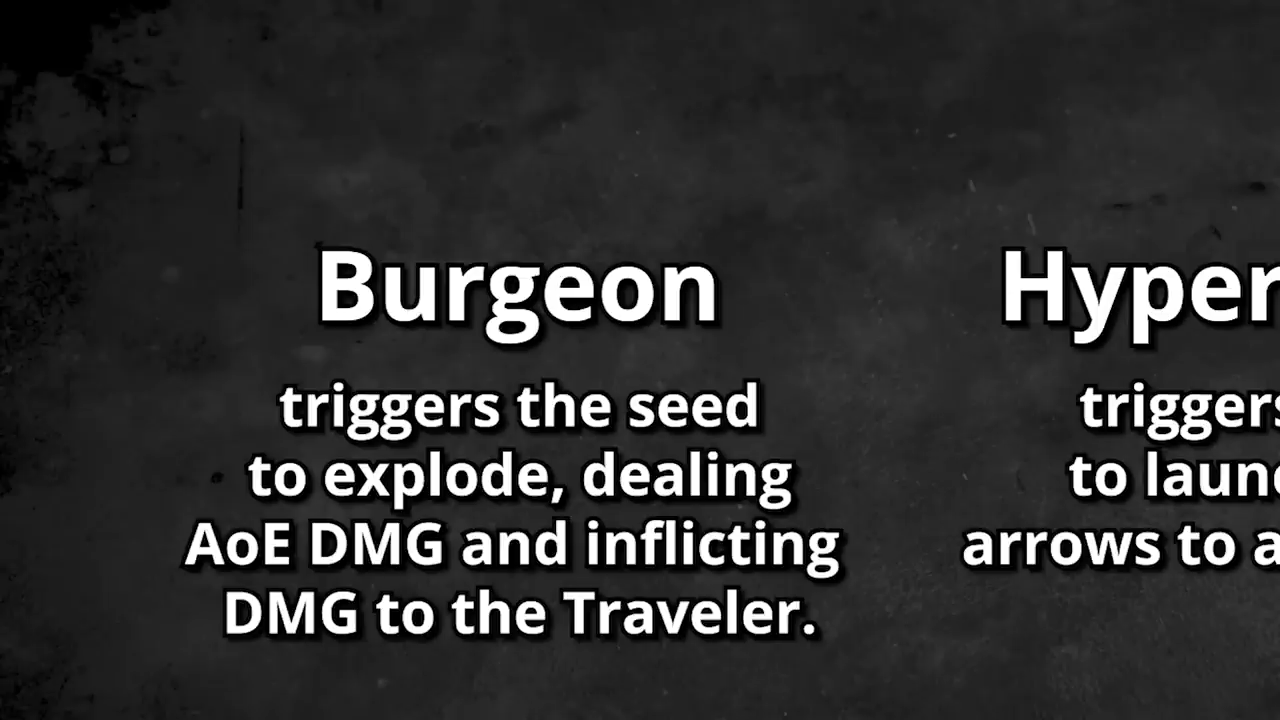 Burgeon
triggers the seed
to explode, dealing
AoE DMG and inflicting
DMG to the Traveler.
Hyper
triggers
to laun
arrows to a